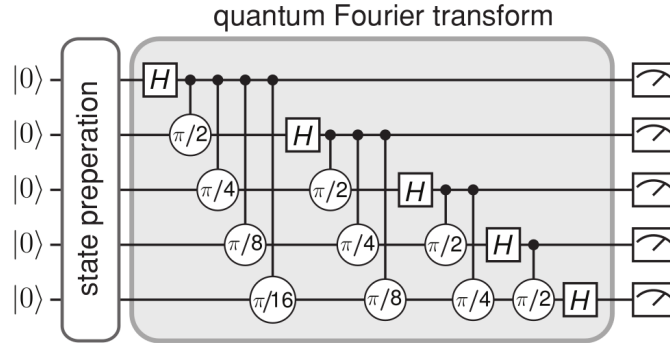 quantum Fourier transform
state preperation
|0⟩ H
|0⟩ π/2 H
|0⟩ π/4 π/2 H
|0⟩ π/8 π/4 π/2 H
|0⟩ π/16 π/8 π/4 π/2 H